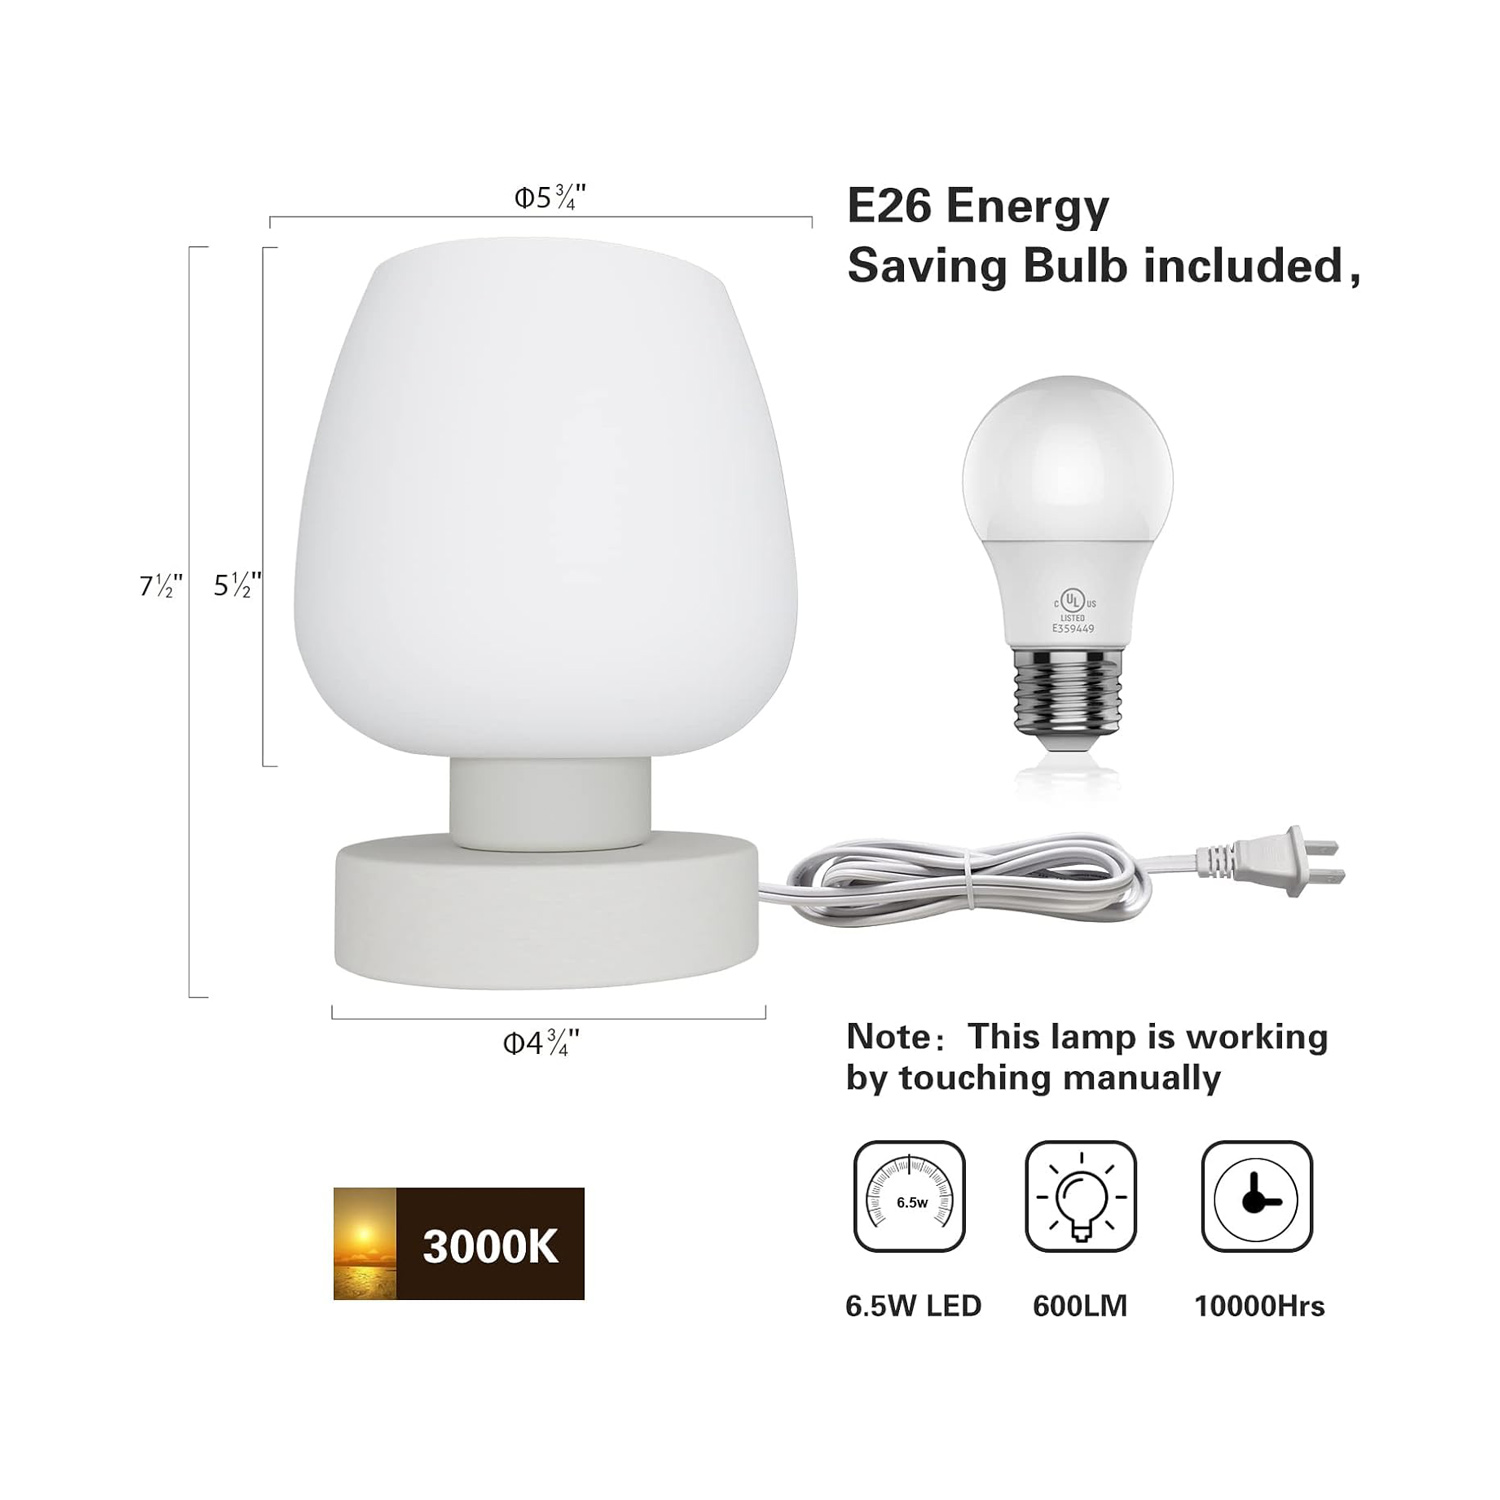 Φ5¾"
E26 Energy
Saving Bulb included,
7½"
5½"
C UL US
LISTED
E359449
Φ4¾"
Note: This lamp is working
by touching manually
3000K
6.5w
6.5W LED
600LM
10000Hrs